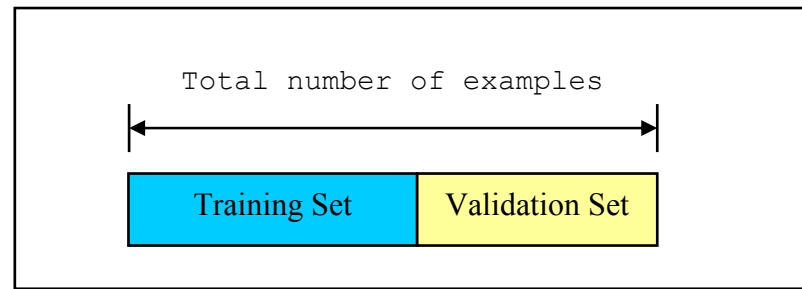 Total number of examples
Training Set
Validation Set